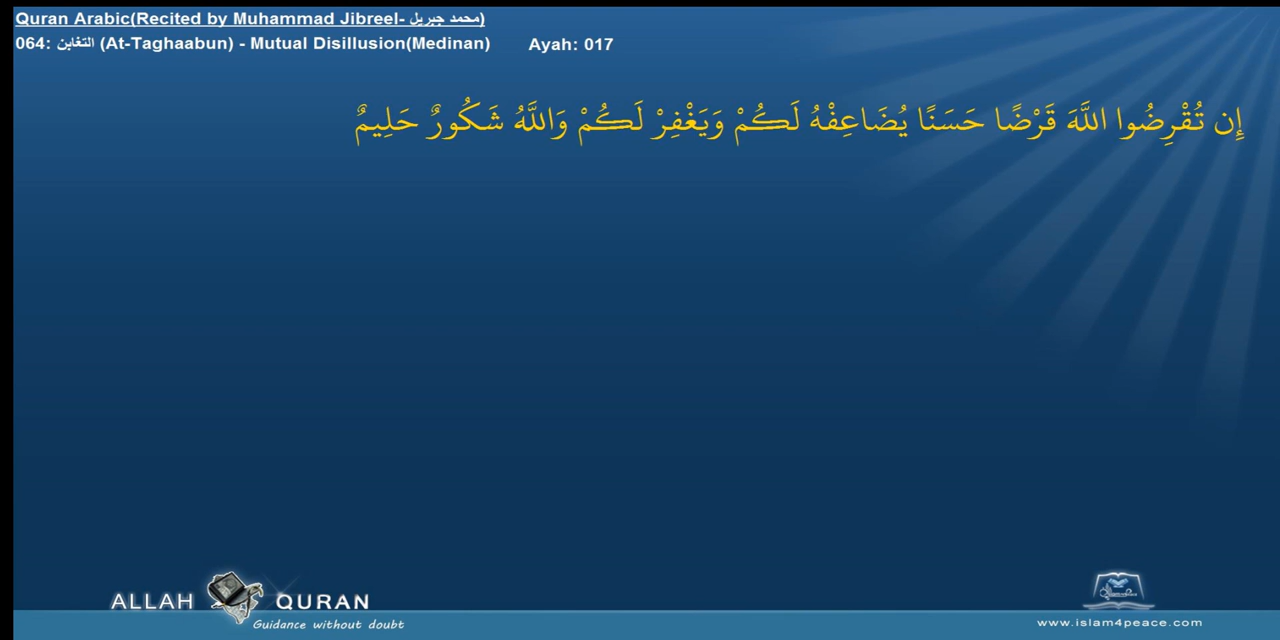 Quran Arabic(Recited by Muhammad Jibreel- محمد جبريل)
064: التغابن (At-Taghaabun) - Mutual Disillusion(Medinan) Ayah: 017
إِن تُقْرِضُوا اللَّهَ قَرْضًا حَسَنًا يُضَاعِفْهُ لَكُمْ وَيَغْفِرْ لَكُمْ وَاللَّهُ شَكُورٌ حَلِيمٌ
ALLAH QURAN
Guidance without doubt
www.islam4peace.com